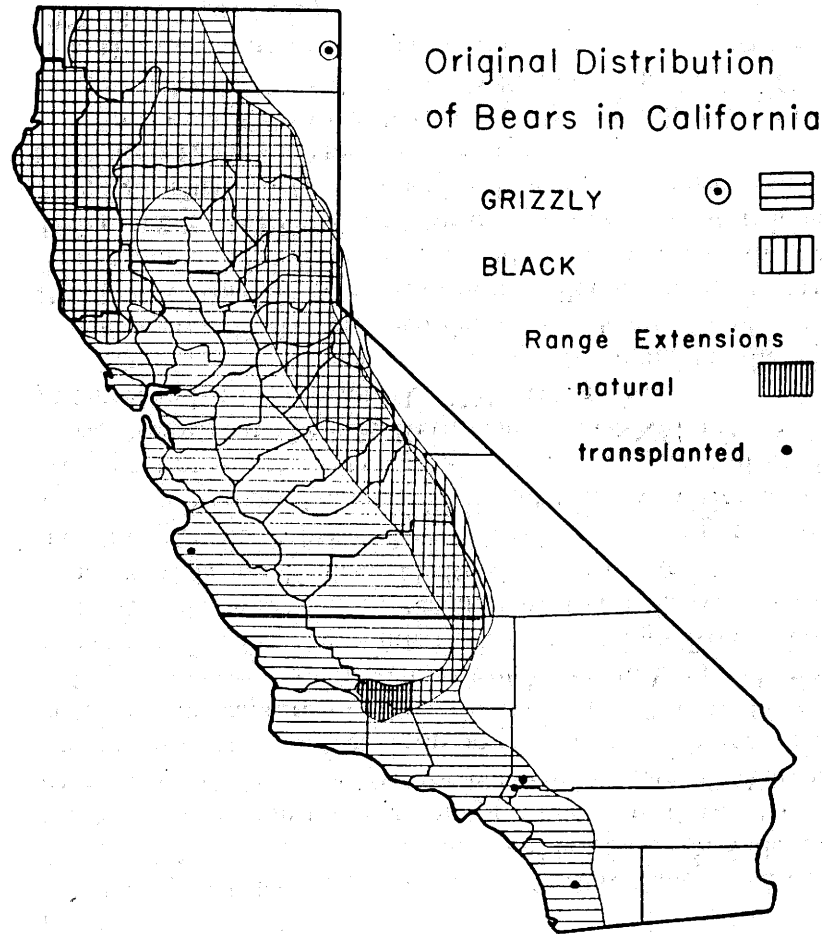 Original Distribution
of Bears in California
GRIZZLY
BLACK
Range Extensions
natural
transplanted